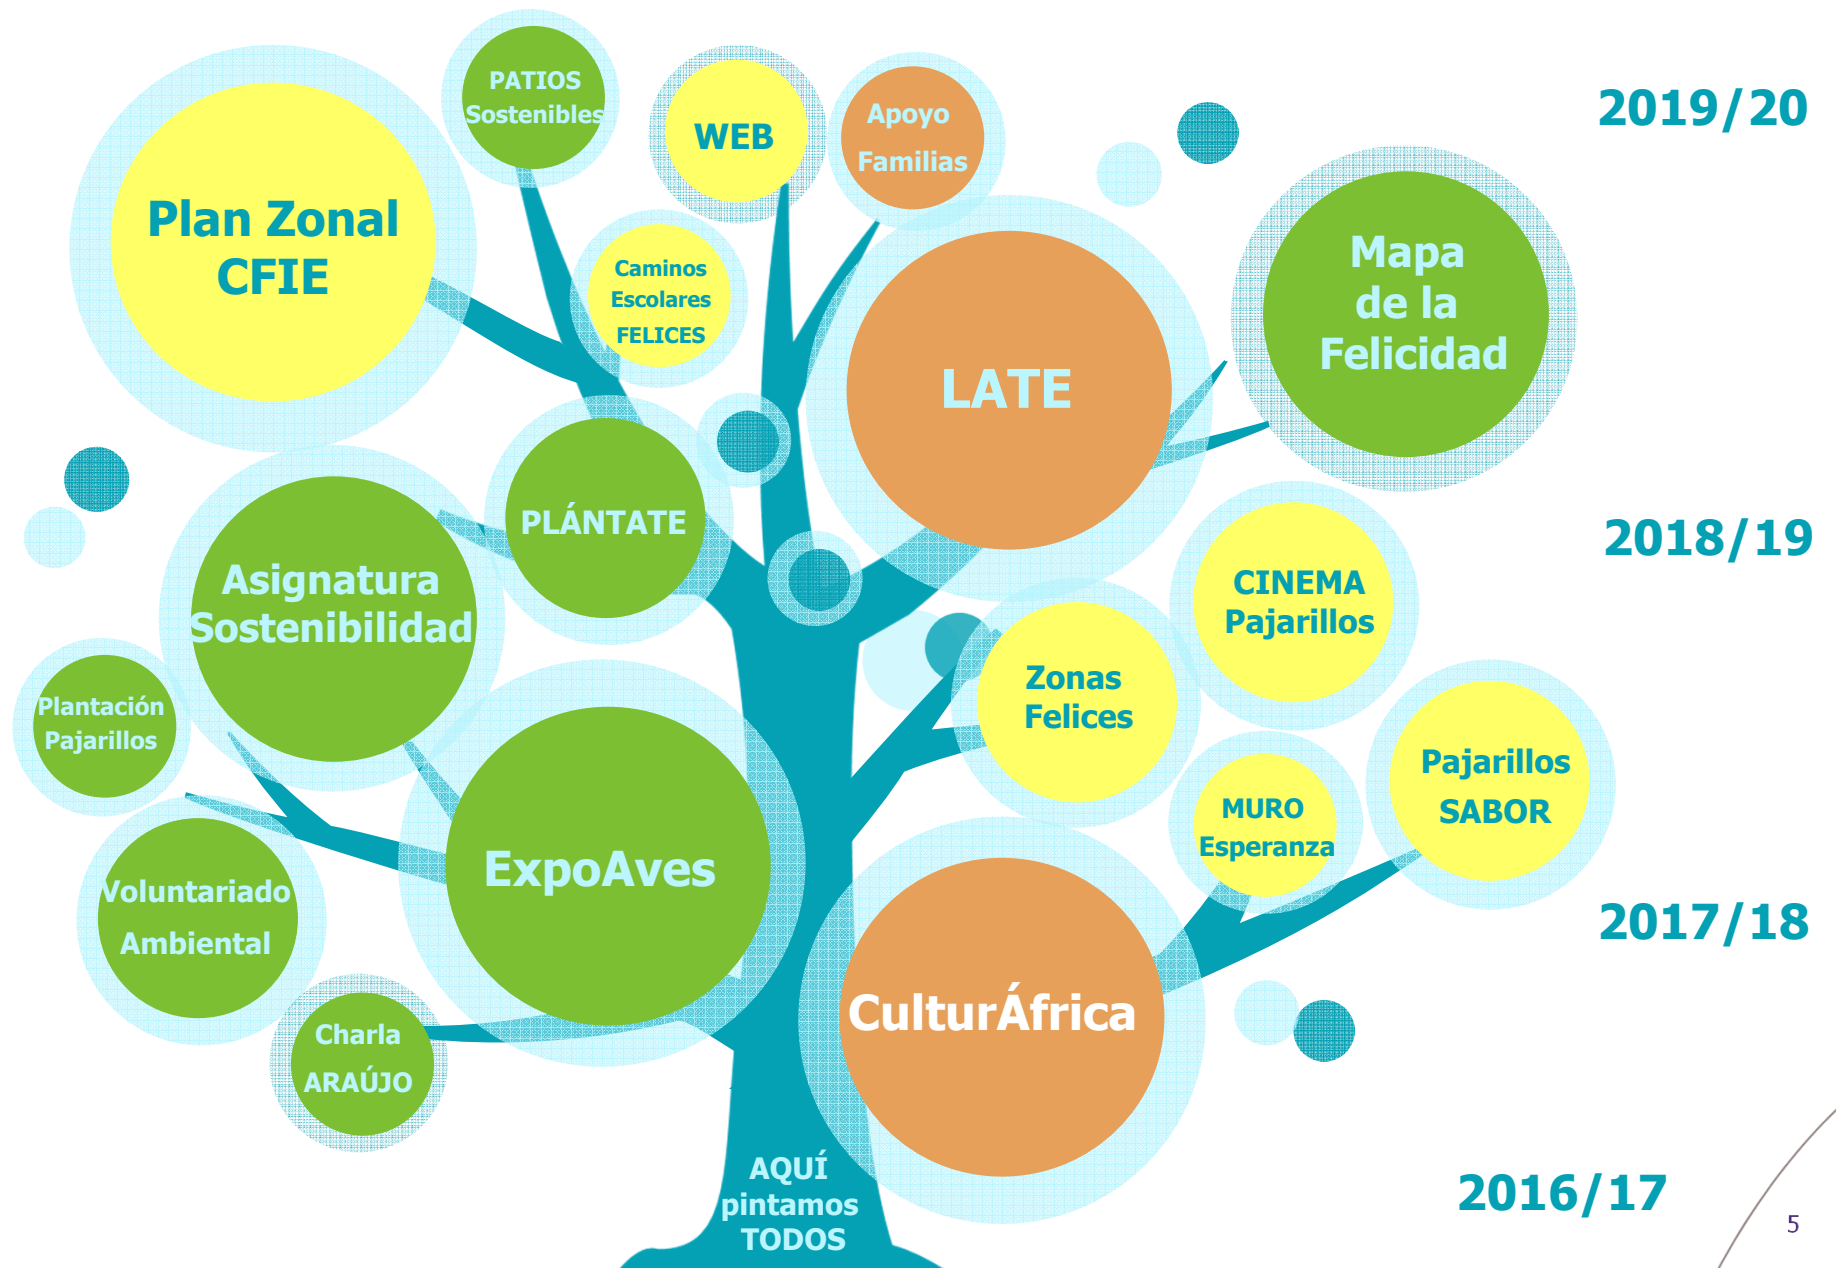 PATIOS
Sostenibles
WEB
Apoyo
Familias
2019/20
Plan Zonal
CFIE
Caminos
Escolares
FELICES
Mapa
de la
Felicidad
LATE
PLÁNTATE
2018/19
Asignatura
Sostenibilidad
CINEMA
Pajarillos
Zonas
Felices
Plantación
Pajarillos
Pajarillos
SABOR
MURO
Esperanza
ExpoAves
Voluntariado
Ambiental
2017/18
CulturÁfrica
Charla
ARAÚJO
AQUÍ
pintamos
TODOS
2016/17
5